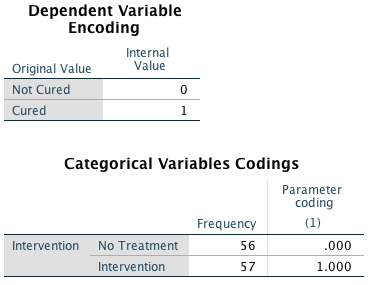 Dependent Variable
Encoding
Internal
Original Value Value
Not Cured 0
Cured 1
Categorical Variables Codings
Parameter
coding
Frequency (1)
Intervention No Treatment 56 .000
Intervention 57 1.000